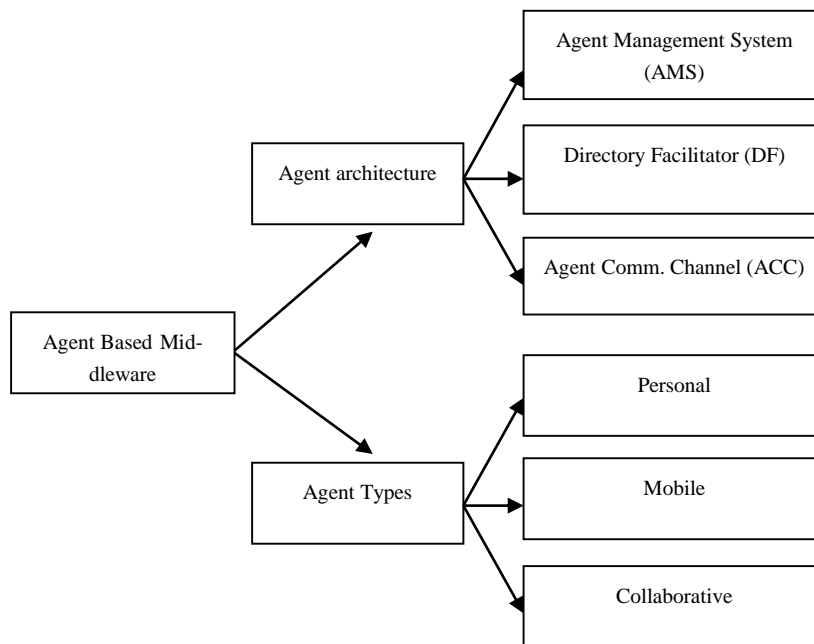 Agent Management System
(AMS)
Directory Facilitator (DF)
Agent architecture
Agent Comm. Channel (ACC)
Agent Based Mid-
dleware
Personal
Agent Types
Mobile
Collaborative